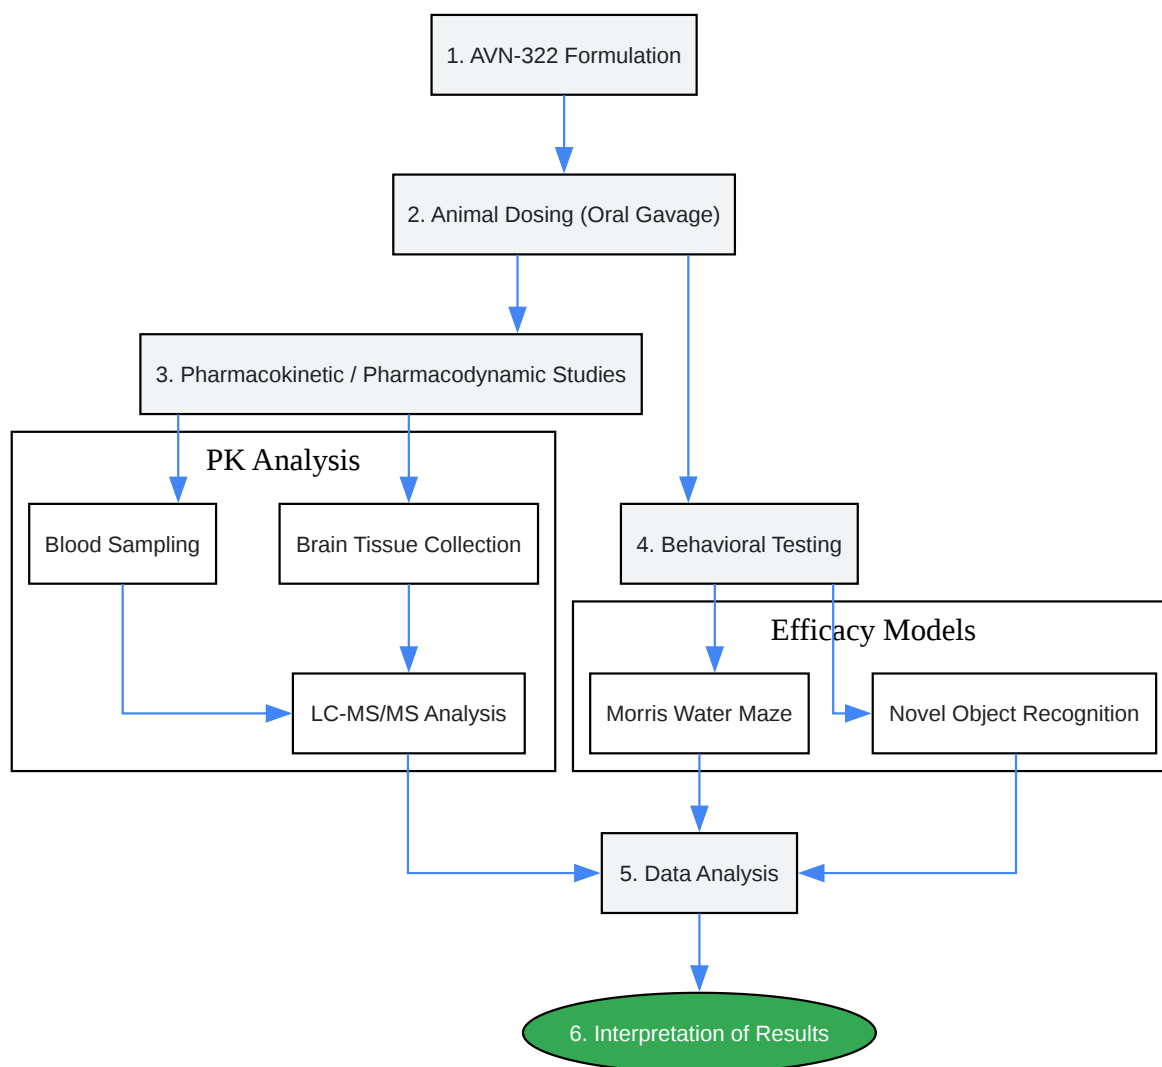 1. AVN-322 Formulation
2. Animal Dosing (Oral Gavage)
3. Pharmacokinetic / Pharmacodynamic Studies
PK Analysis
Blood Sampling
Brain Tissue Collection
LC-MS/MS Analysis
4. Behavioral Testing
Efficacy Models
Morris Water Maze
Novel Object Recognition
5. Data Analysis
6. Interpretation of Results